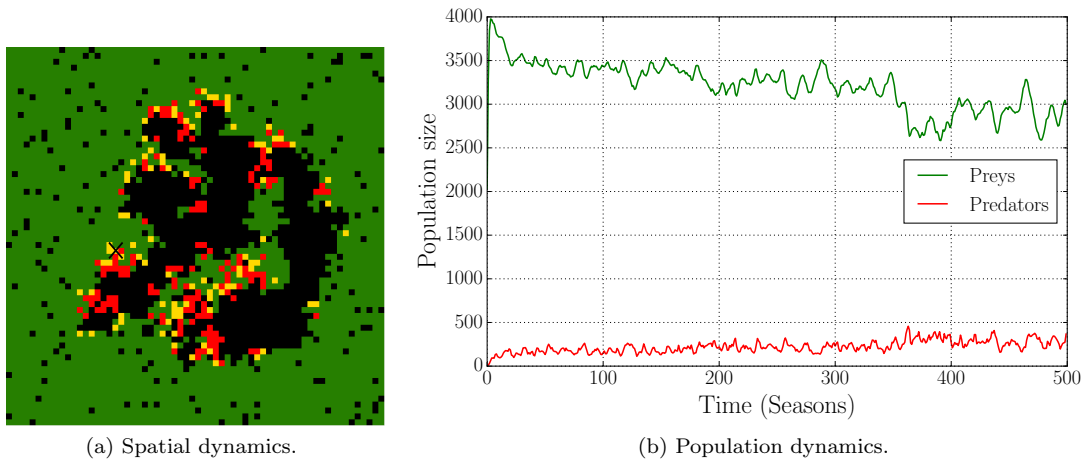 4000
3500
3000
2500
2000
1500
1000
500
0
Population size
Preys
Predators
0 100 200 300 400 500
Time (Seasons)
(a) Spatial dynamics.
(b) Population dynamics.